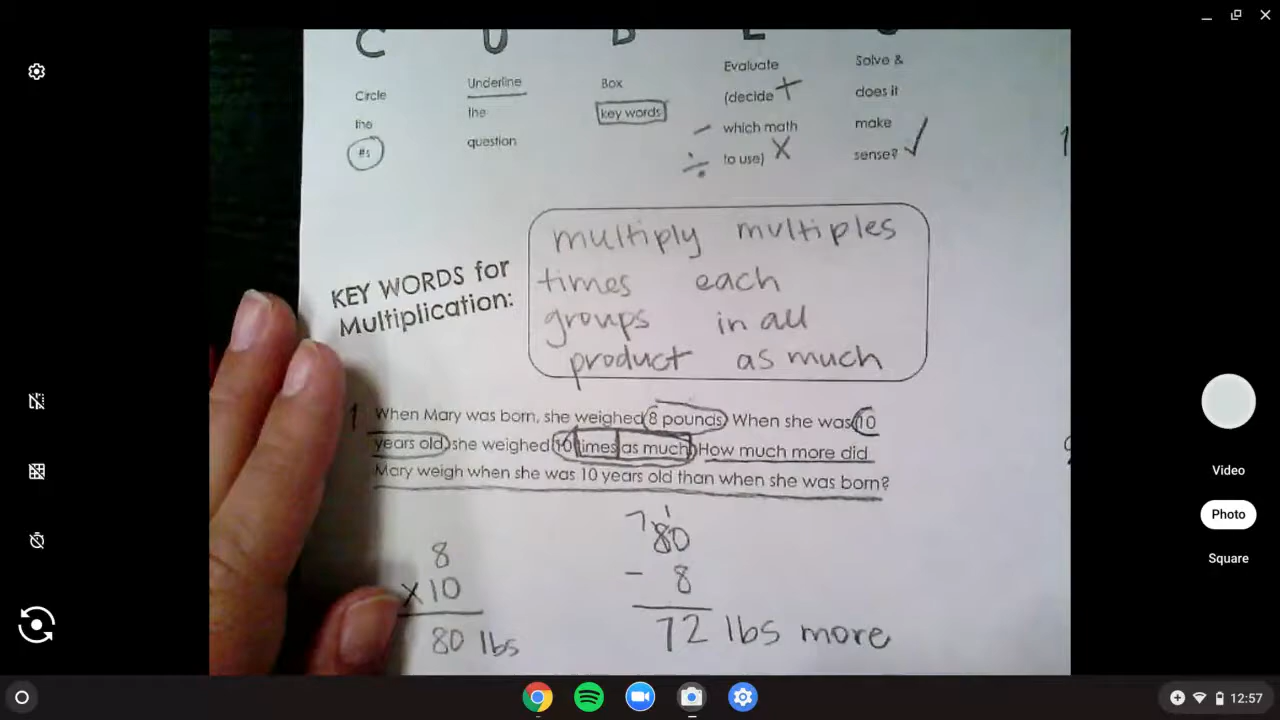 C U B E S
Circle
the
#s
Underline
the
question
Box
key words
Evaluate
(decide +
- which math
÷ to use) X
Solve &
does it
make
sense? ✓
KEY WORDS for
Multiplication:
multiply multiples
times each
groups in all
product as much
1 When Mary was born, she weighed 8 pounds. When she was 10
years old, she weighed 10 times as much. How much more did
Mary weigh when she was 10 years old than when she was born?
8
x10
80 lbs
7 1
80
- 8
72 lbs more
Video
Photo
Square
12:57